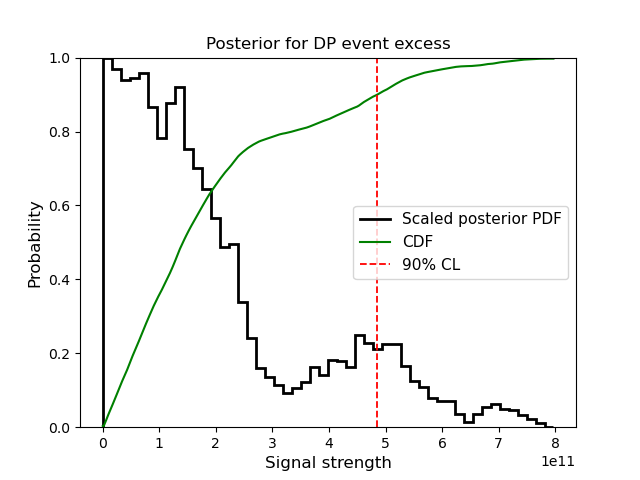 Posterior for DP event excess
1.0
0.8
0.6
0.4
0.2
0.0
Probability
Scaled posterior PDF
CDF
90% CL
0 1 2 3 4 5 6 7 8
1e11
Signal strength